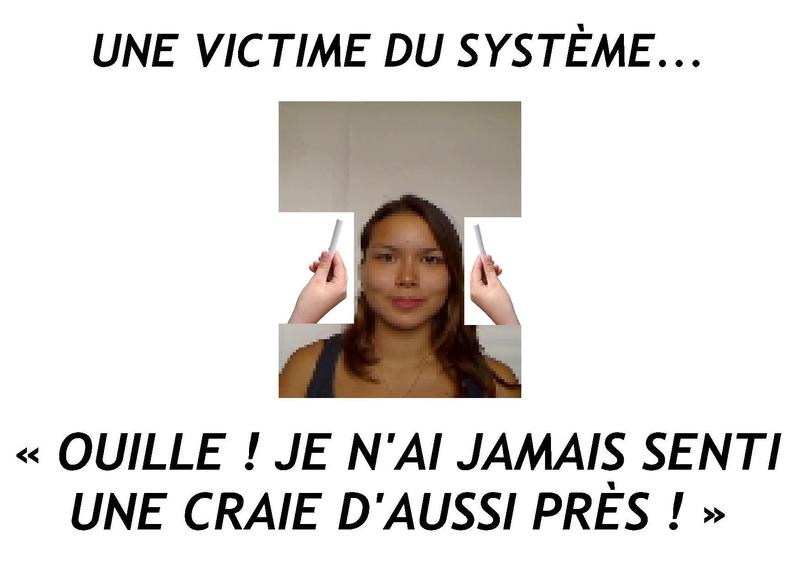 UNE VICTIME DU SYSTÈME...
« OUILLE ! JE N'AI JAMAIS SENTI
UNE CRAIE D'AUSSI PRÈS ! »